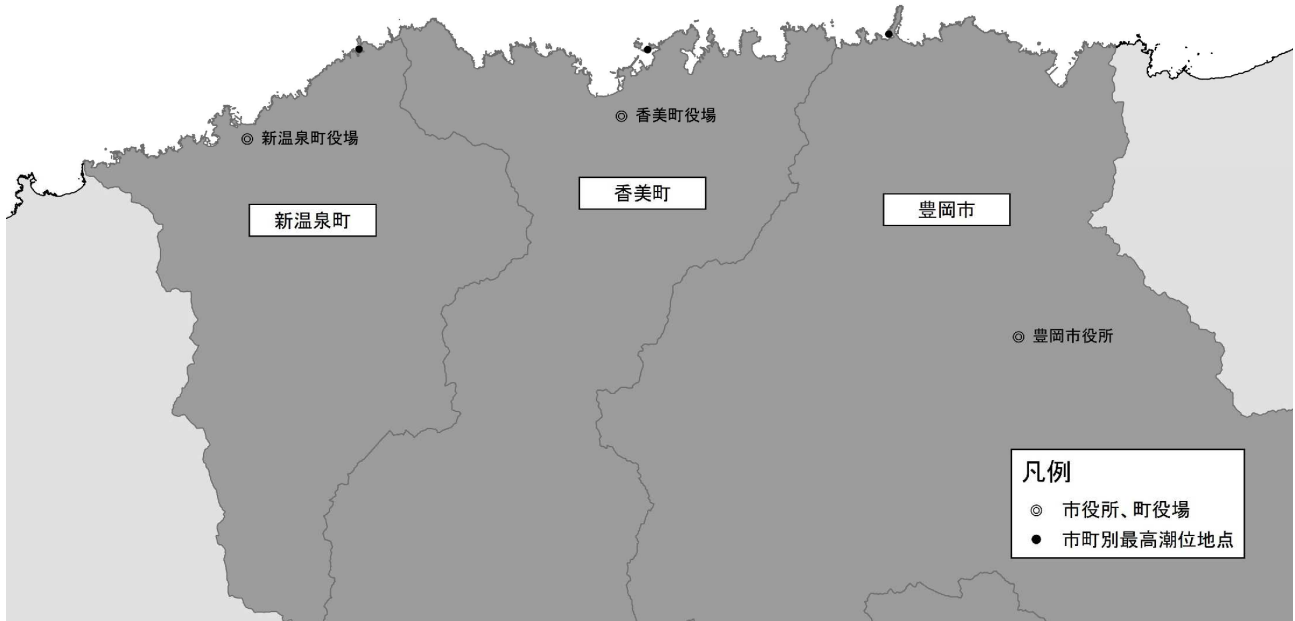 香美町役場
新温泉町役場
香美町
新温泉町
豊岡市
豊岡市役所
凡例
市役所、町役場
市町別最高潮位地点